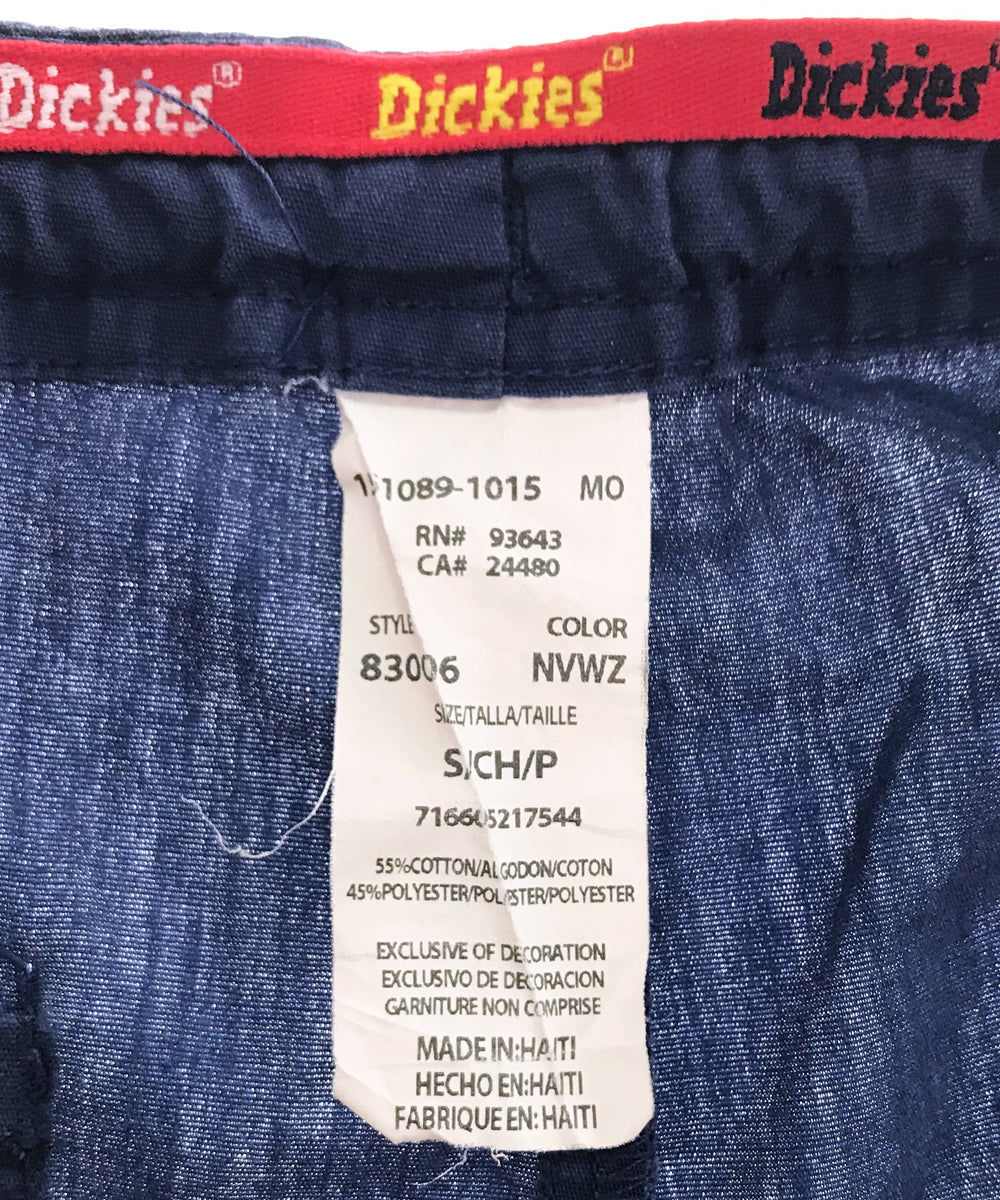 Dickies® Dickies® Dickies
1089-1015 MO
RN# 93643
CA# 24480
STYLE COLOR
83006 NVWZ
SIZE/TALLA/TAILLE
S/CH/P
716605217544
55%COTTON/ALGODON/COTON
45%POLYESTER/POLIESTER/POLYESTER
EXCLUSIVE OF DECORATION
EXCLUSIVO DE DECORACION
GARNITURE NON COMPRISE
MADE IN:HAITI
HECHO EN:HAITI
FABRIQUE EN: HAITI